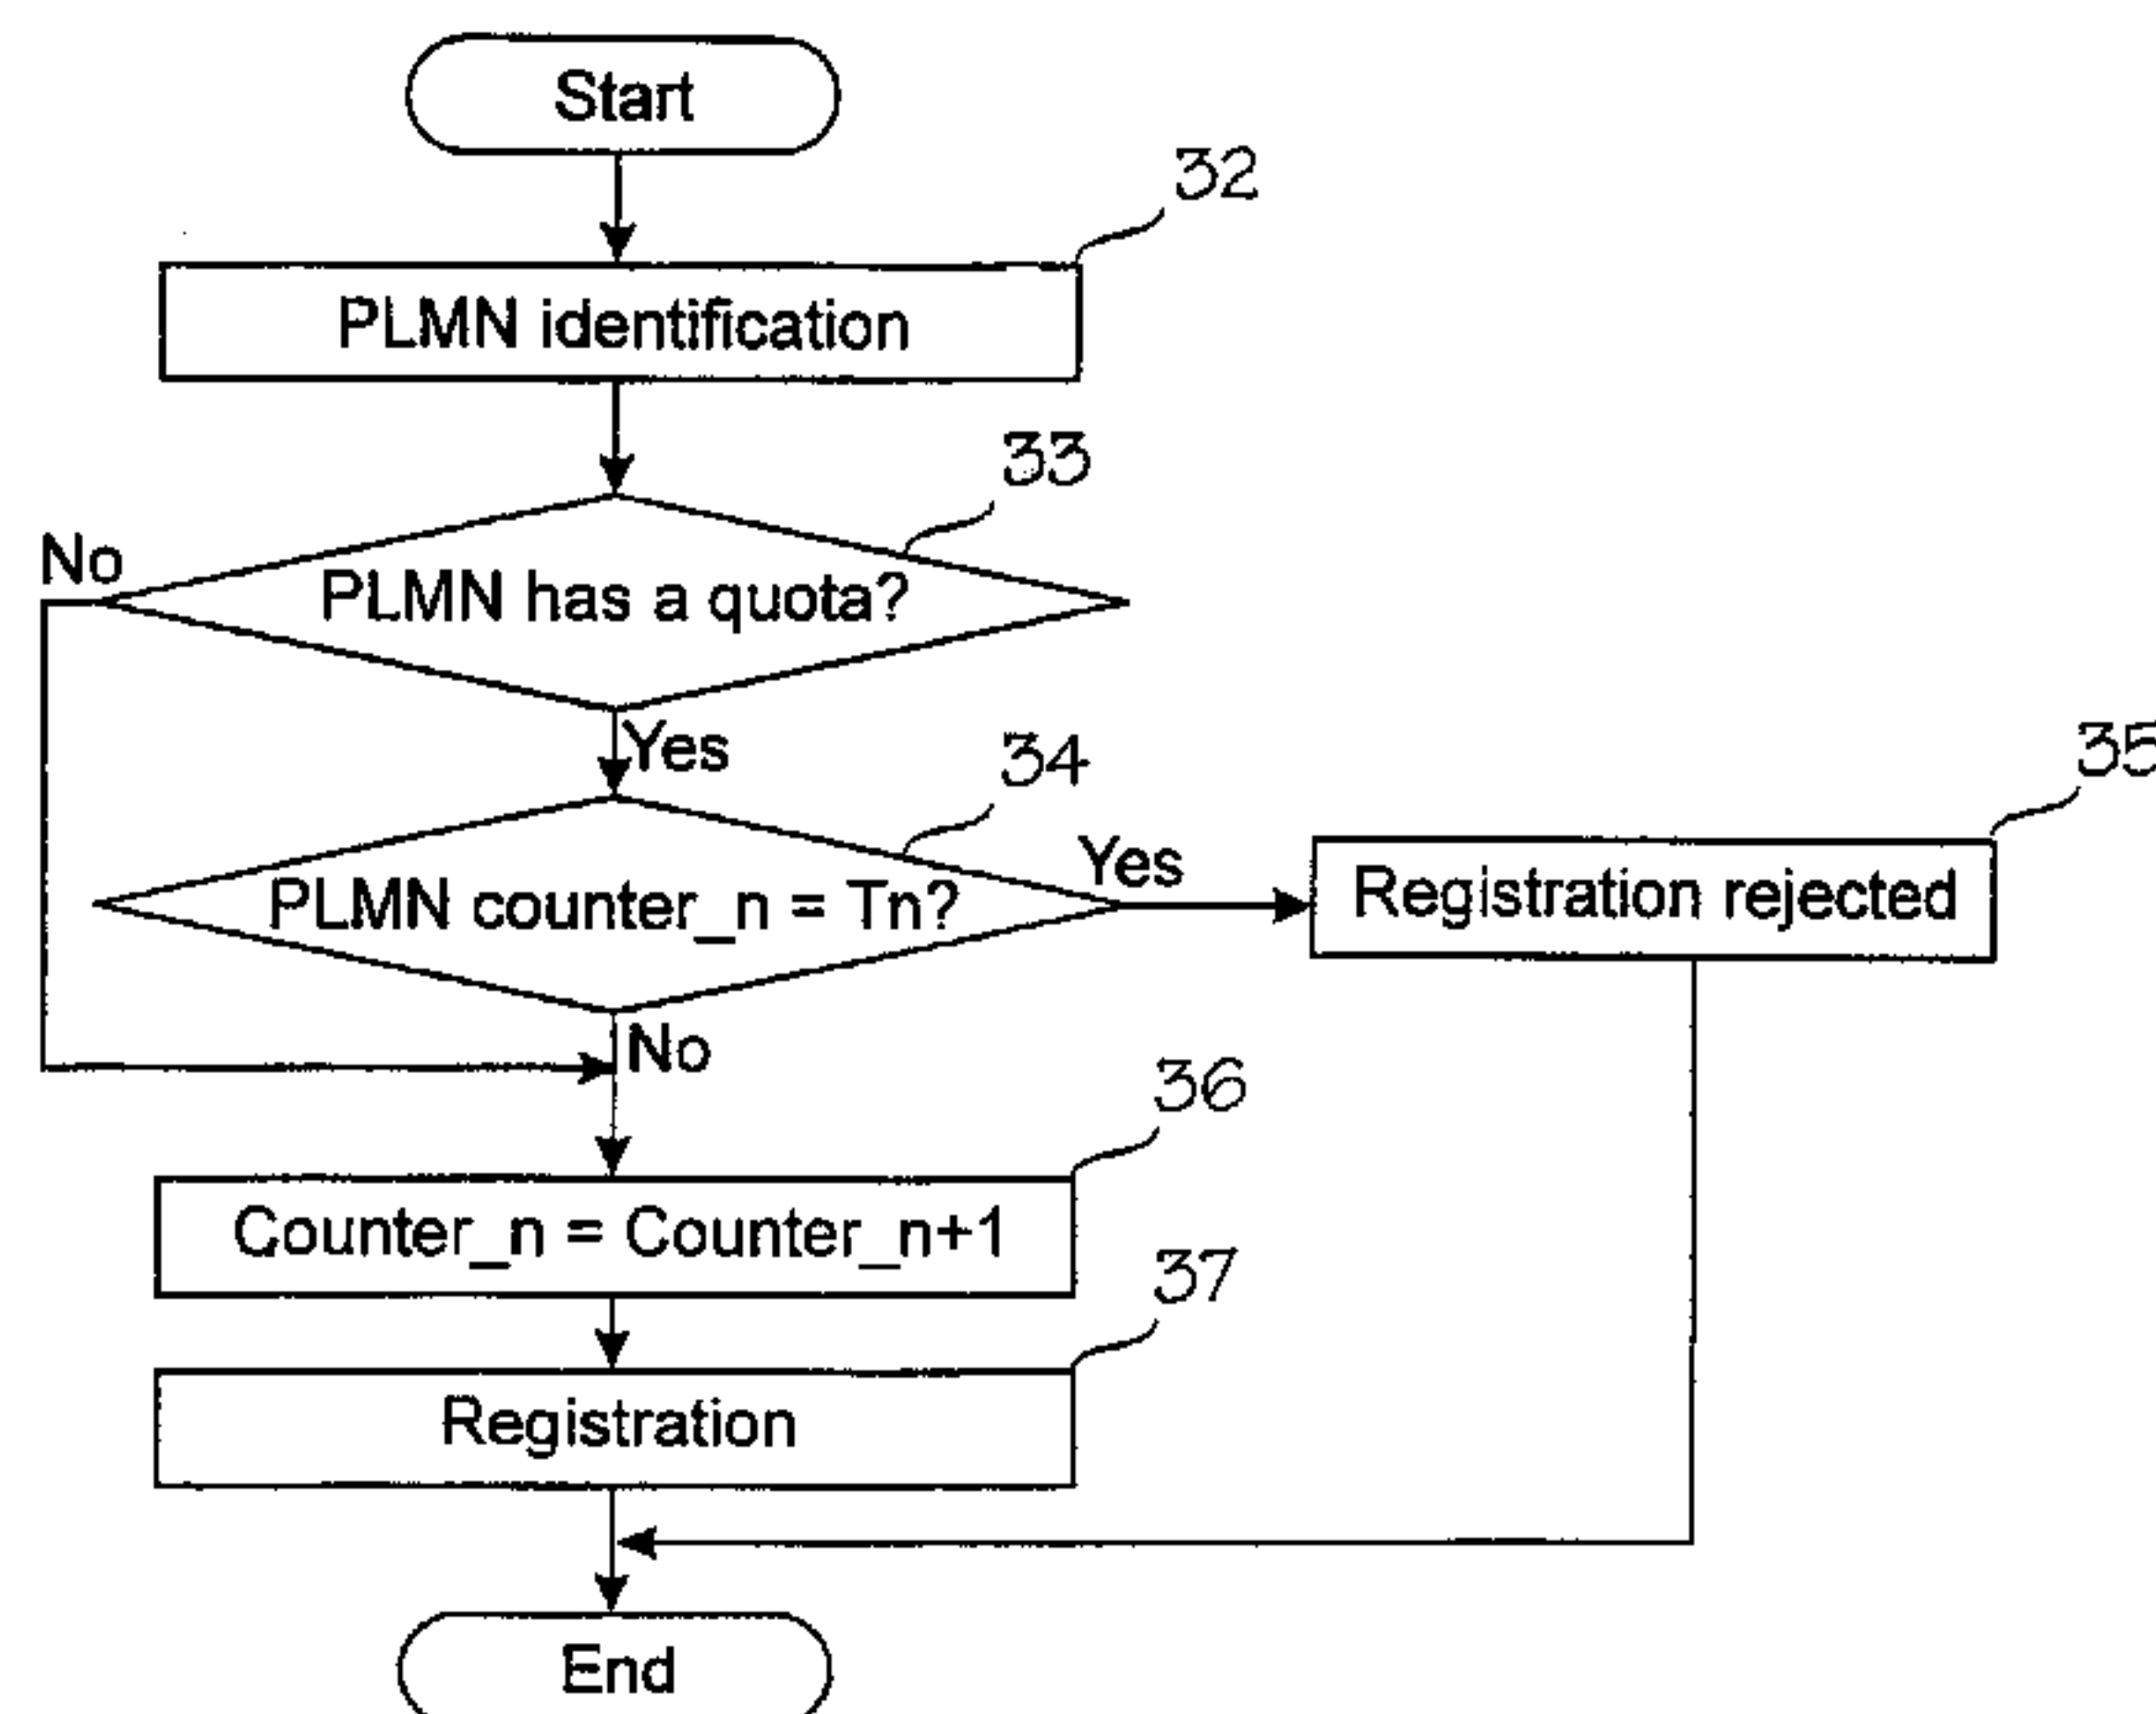 Start
32
PLMN identification
33
No
PLMN has a quota?
Yes
34
35
Yes
PLMN counter_n = Tn?
Registration rejected
No
36
Counter_n = Counter_n+1
37
Registration
End